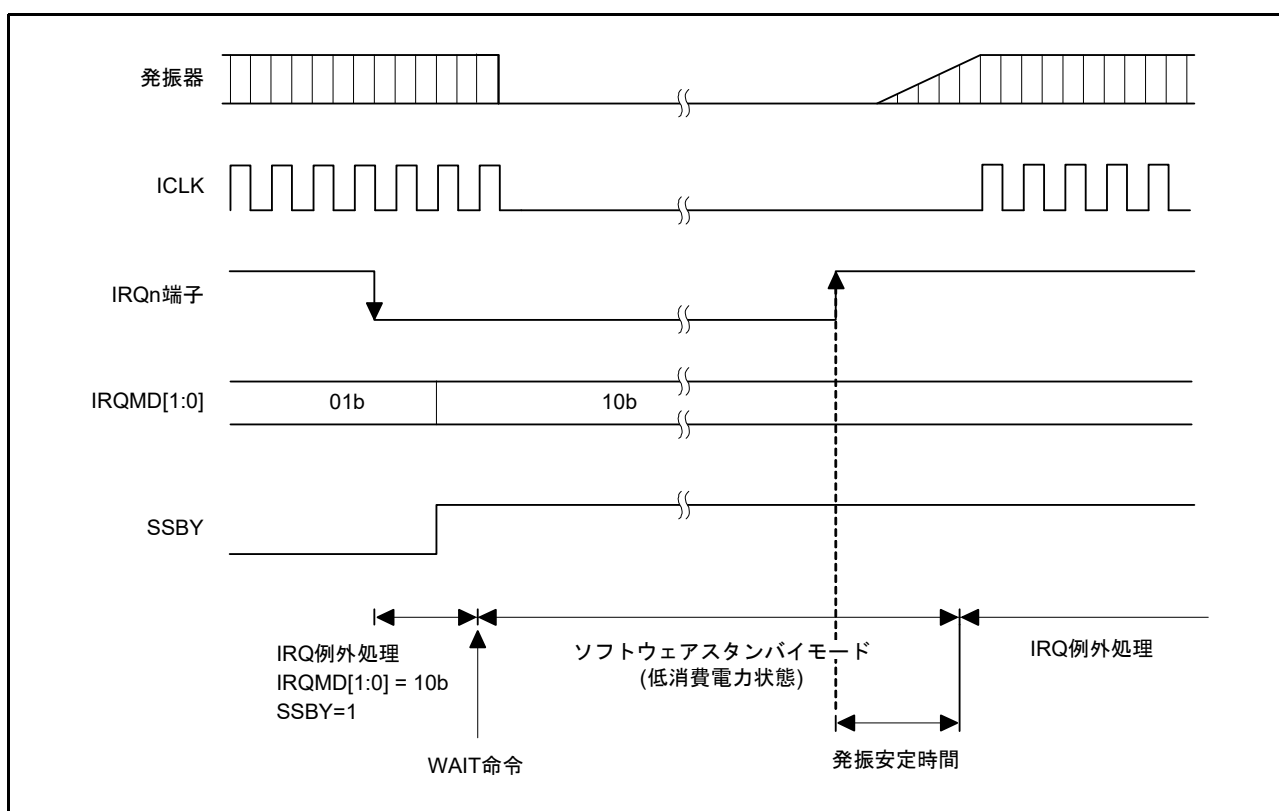 発振器
ICLK
IRQn端子
IRQMD[1:0]
01b
10b
SSBY
IRQ例外処理
IRQMD[1:0] = 10b
SSBY=1
WAIT命令
ソフトウェアスタンバイモード
(低消費電力状態)
発振安定時間
IRQ例外処理